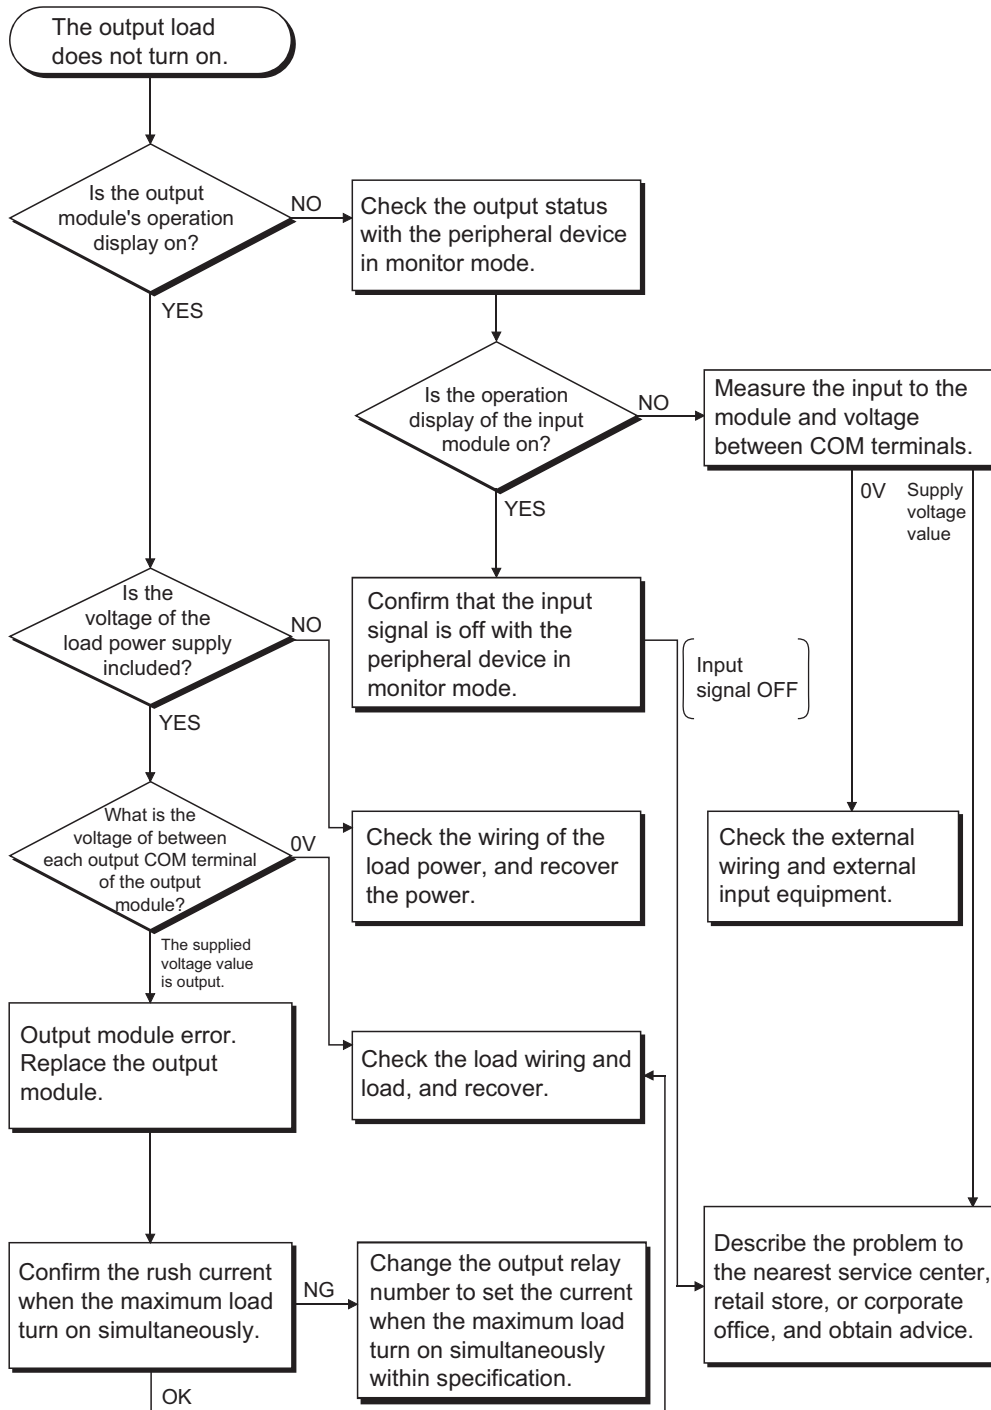 The output load
does not turn on.
Is the output
module's operation
display on?
NO
YES
Check the output status
with the peripheral device
in monitor mode.
Is the operation
display of the input
module on?
NO
YES
Measure the input to the
module and voltage
between COM terminals.
0V
Supply
voltage
value
Is the
voltage of the
load power supply
included?
NO
YES
Confirm that the input
signal is off with the
peripheral device in
monitor mode.
Input
signal OFF
What is the
voltage of between
each output COM terminal
of the output
module?
0V
The supplied
voltage value
is output.
Check the wiring of the
load power, and recover
the power.
Check the external
wiring and external
input equipment.
Output module error.
Replace the output
module.
Check the load wiring and
load, and recover.
Confirm the rush current
when the maximum load
turn on simultaneously.
NG
OK
Change the output relay
number to set the current
when the maximum load
turn on simultaneously
within specification.
Describe the problem to
the nearest service center,
retail store, or corporate
office, and obtain advice.